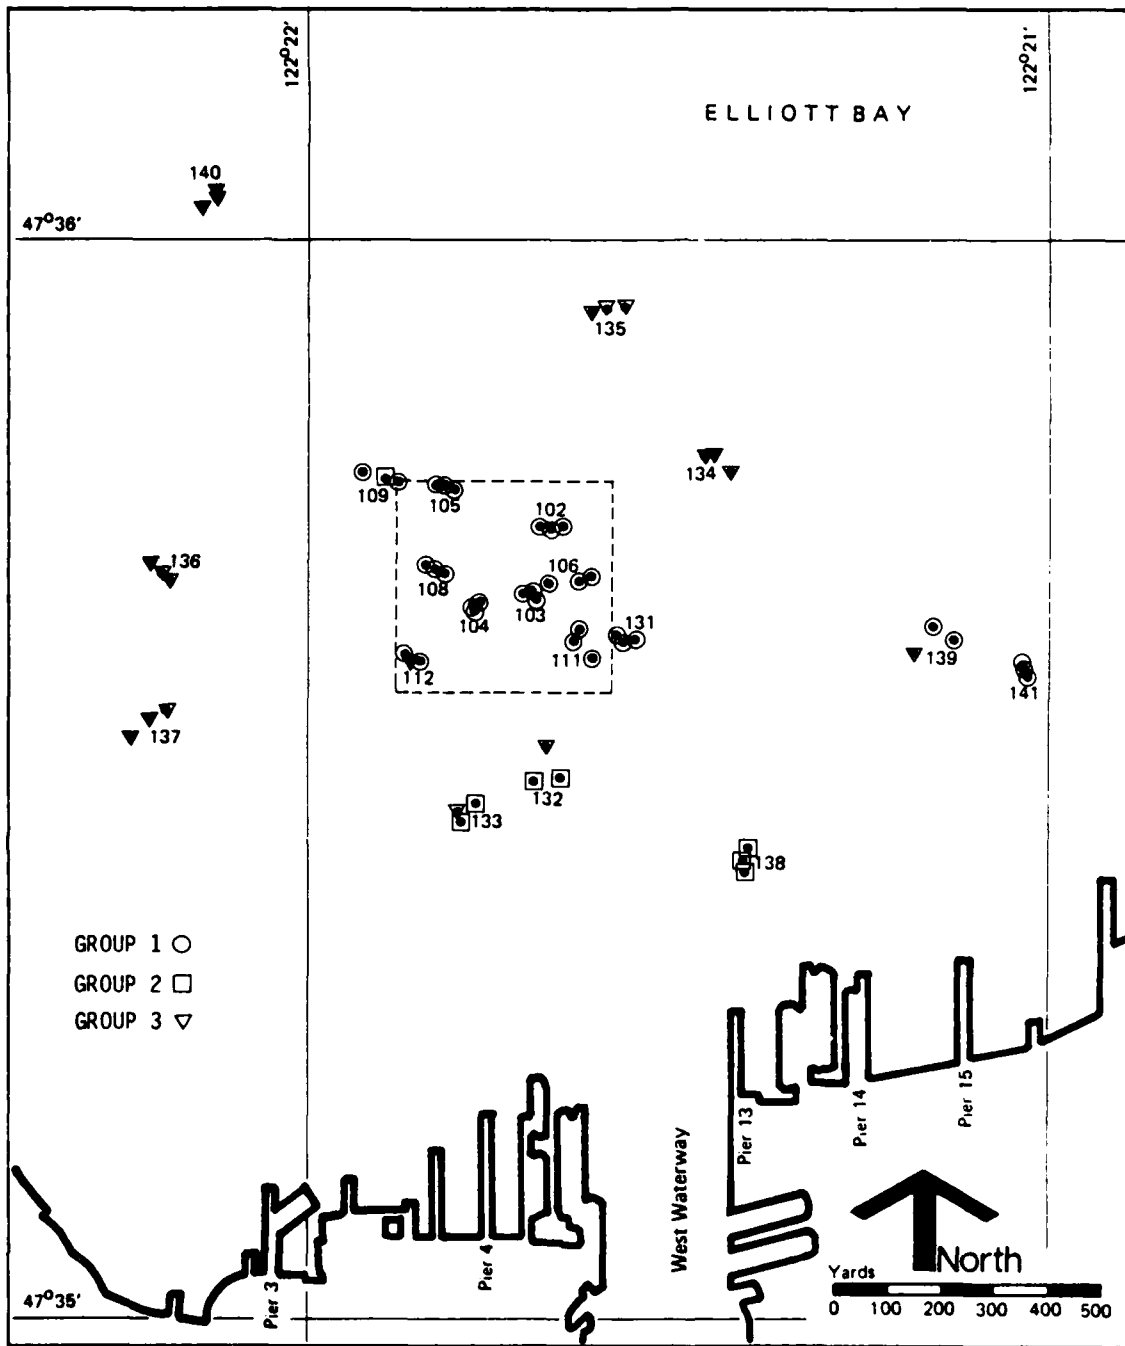 122°22'
122°21'
ELLIOTT BAY
140
47°36'
135
134
109
105
102
136
108
106
104
103
131
111
139
112
141
137
132
133
138
GROUP 1
GROUP 2
GROUP 3
Pier 15
Pier 14
Pier 13
West Waterway
Pier 4
Pier 3
North
Yards
0 100 200 300 400 500
47°35'